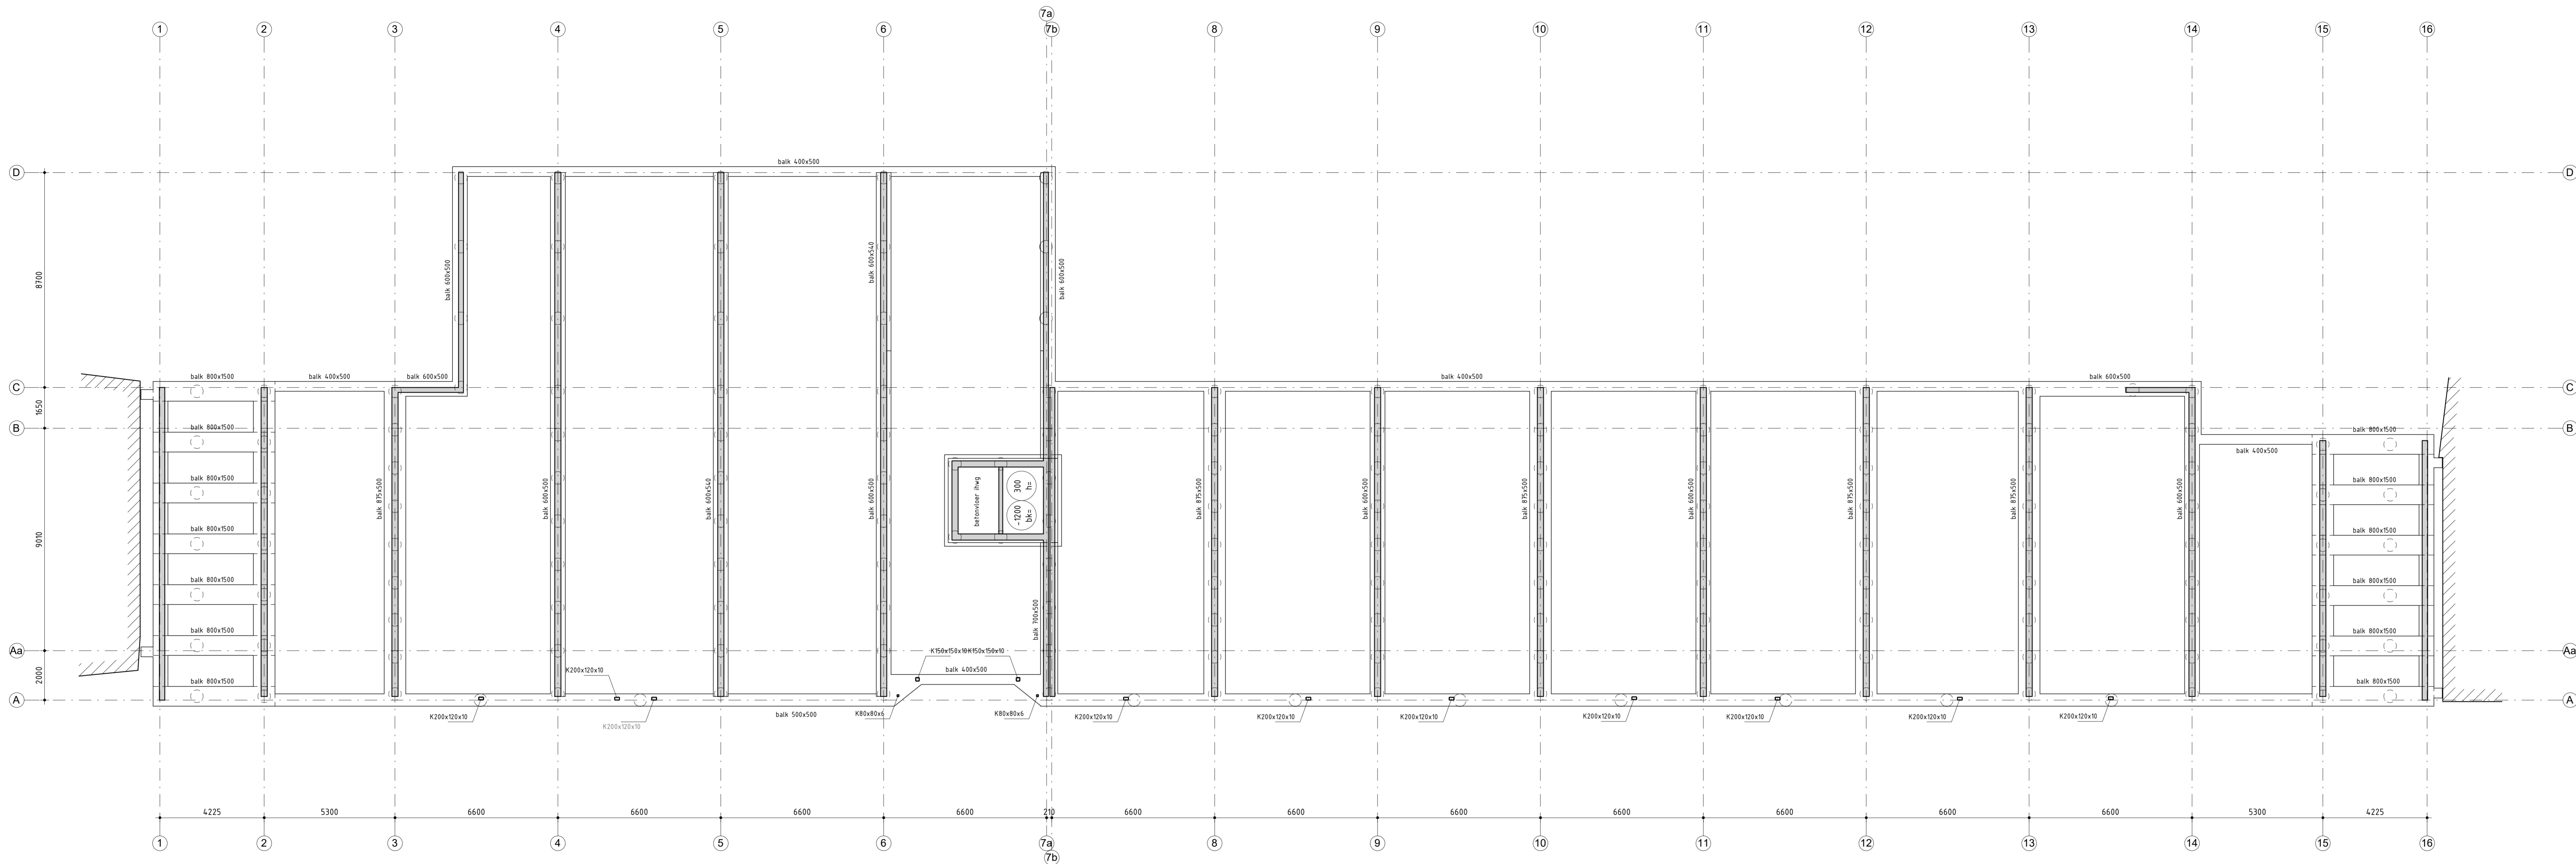 7a
1 2 3 4 5 6 7b 8 9 10 11 12 13 14 15 16
balk 400x500
D D
balk 600x540
balk 600x500
balk 600x500
8700
balk 800x1500 balk 400x500 balk 600x500 balk 400x500 balk 600x500
C C
1650
balk 800x1500 balk 800x1500
B B
balk 400x500
balk 800x1500 balk 800x1500
balk 875x500
balk 600x500
balk 600x540
balk 600x500
betonvloer ihwg
300
h=
-1200
bk=
balk 875x500
balk 600x500
balk 875x500
balk 600x500
balk 875x500
balk 875x500
balk 600x500
9010
balk 800x1500 balk 800x1500
balk 800x1500 balk 800x1500
balk 700x500
balk 800x1500 balk 800x1500
Aa Aa
K150x150x10 K150x150x10
2000
K200x120x10 balk 400x500
balk 800x1500 balk 800x1500
A A
K200x120x10 balk 500x500 K80x80x6 K80x80x6 K200x120x10 K200x120x10 K200x120x10 K200x120x10 K200x120x10 K200x120x10 K200x120x10
K200x120x10
4225 5300 6600 6600 6600 6600 210 6600 6600 6600 6600 6600 6600 6600 5300 4225
1 2 3 4 5 6 7a 8 9 10 11 12 13 14 15 16
7b